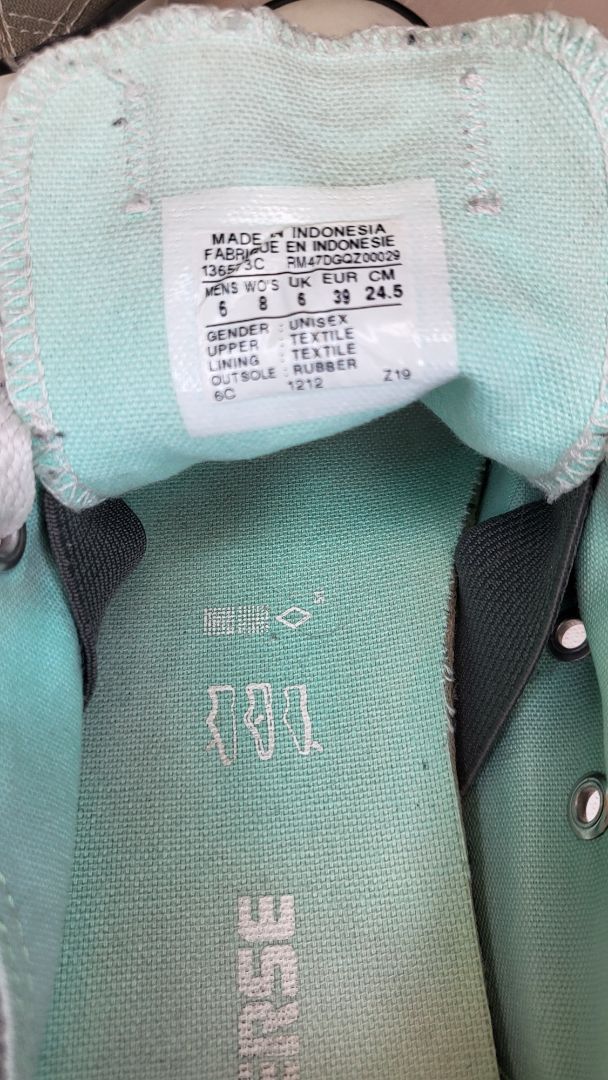 MADE IN INDONESIA
FABRIQUE EN INDONESIE
136573C RM47DGQZ00029
MENS WO'S UK EUR CM
6 8 6 39 24.5
GENDER : UNISEX
UPPER : TEXTILE
LINING : TEXTILE
OUTSOLE : RUBBER
6C 1212 Z19
ERSE